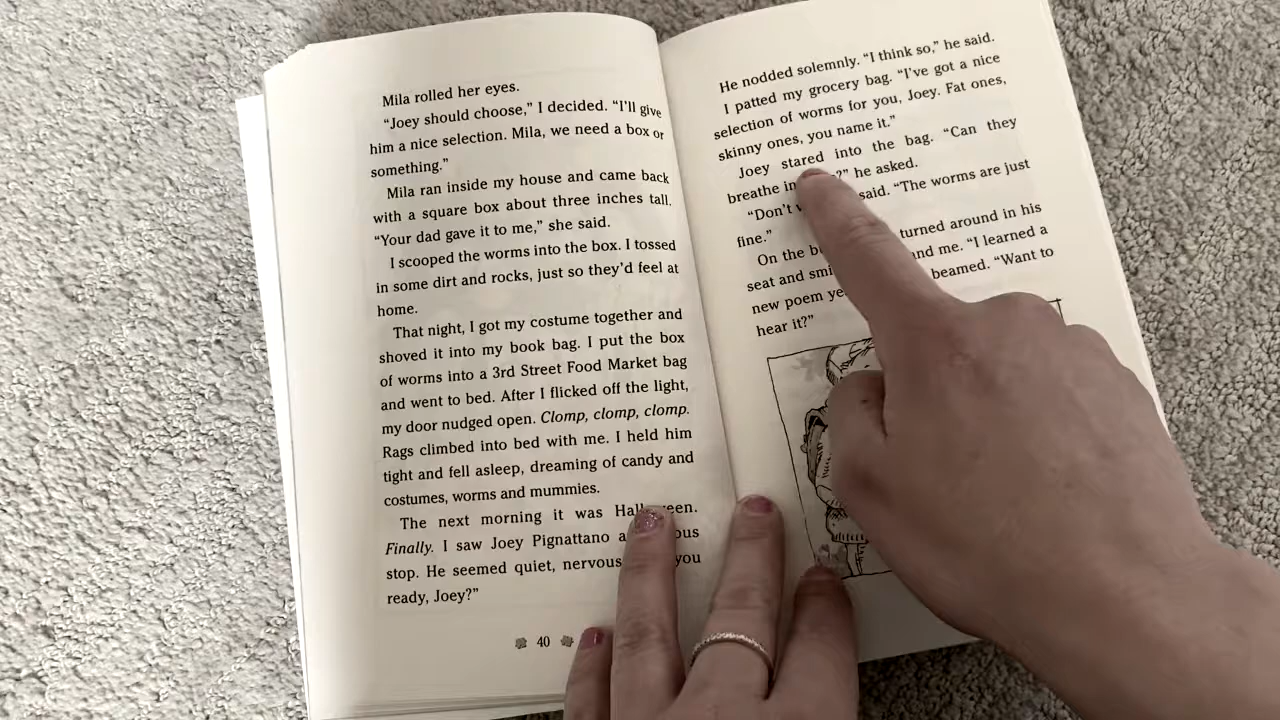 Mila rolled her eyes.
“Joey should choose,” I decided. “I’ll give
him a nice selection. Mila, we need a box or
something.”
Mila ran inside my house and came back
with a square box about three inches tall.
“Your dad gave it to me,” she said.
I scooped the worms into the box. I tossed
in some dirt and rocks, just so they’d feel at
home.
That night, I got my costume together and
shoved it into my book bag. I put the box
of worms into a 3rd Street Food Market bag
and went to bed. After I flicked off the light,
my door nudged open. Clomp, clomp, clomp.
Rags climbed into bed with me. I held him
tight and fell asleep, dreaming of candy and
costumes, worms and mummies.
The next morning it was Halloween.
Finally. I saw Joey Pignattano
stop. He seemed quiet, nervous you
ready, Joey?”
40
He nodded solemnly. “I think so,” he said.
I patted my grocery bag. “I’ve got a nice
selection of worms for you, Joey. Fat ones,
skinny ones, you name it.”
Joey stared into the bag. “Can they
breathe in ?” he asked.
“Don’t said. “The worms are just
fine.”
On the turned around in his
seat and and me. “I learned a
new poem beamed. “Want to
hear it?”